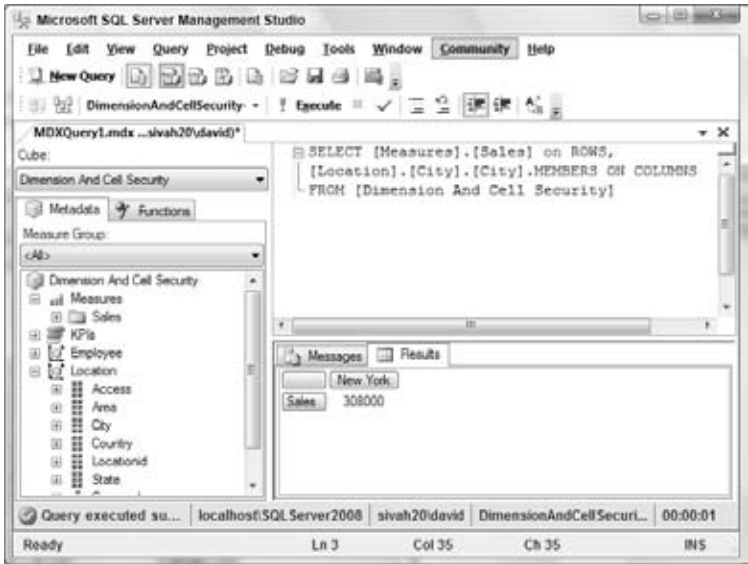 Microsoft SQL Server Management Studio
File Edit View Query Project Debug Tools Window Community Help
New Query
DimensionAndCellSecurity Execute
MDXQuery1.mdx ...sivah20\david)*
Cube:
Dimension And Cell Security
Metadata Functions
Measure Group:
<All>
Dimension And Cell Security
Measures
Sales
KPIs
Employee
Location
Access
Area
City
Country
Locationid
State
SELECT [Measures].[Sales] on ROWS,
[Location].[City].[City].MEMBERS ON COLUMNS
FROM [Dimension And Cell Security]
Messages Results
New York
Sales 308000
Query executed su... localhost\SQLServer2008 sivah20\david DimensionAndCellSecuri... 00:00:01
Ready Ln 3 Col 35 Ch 35 INS